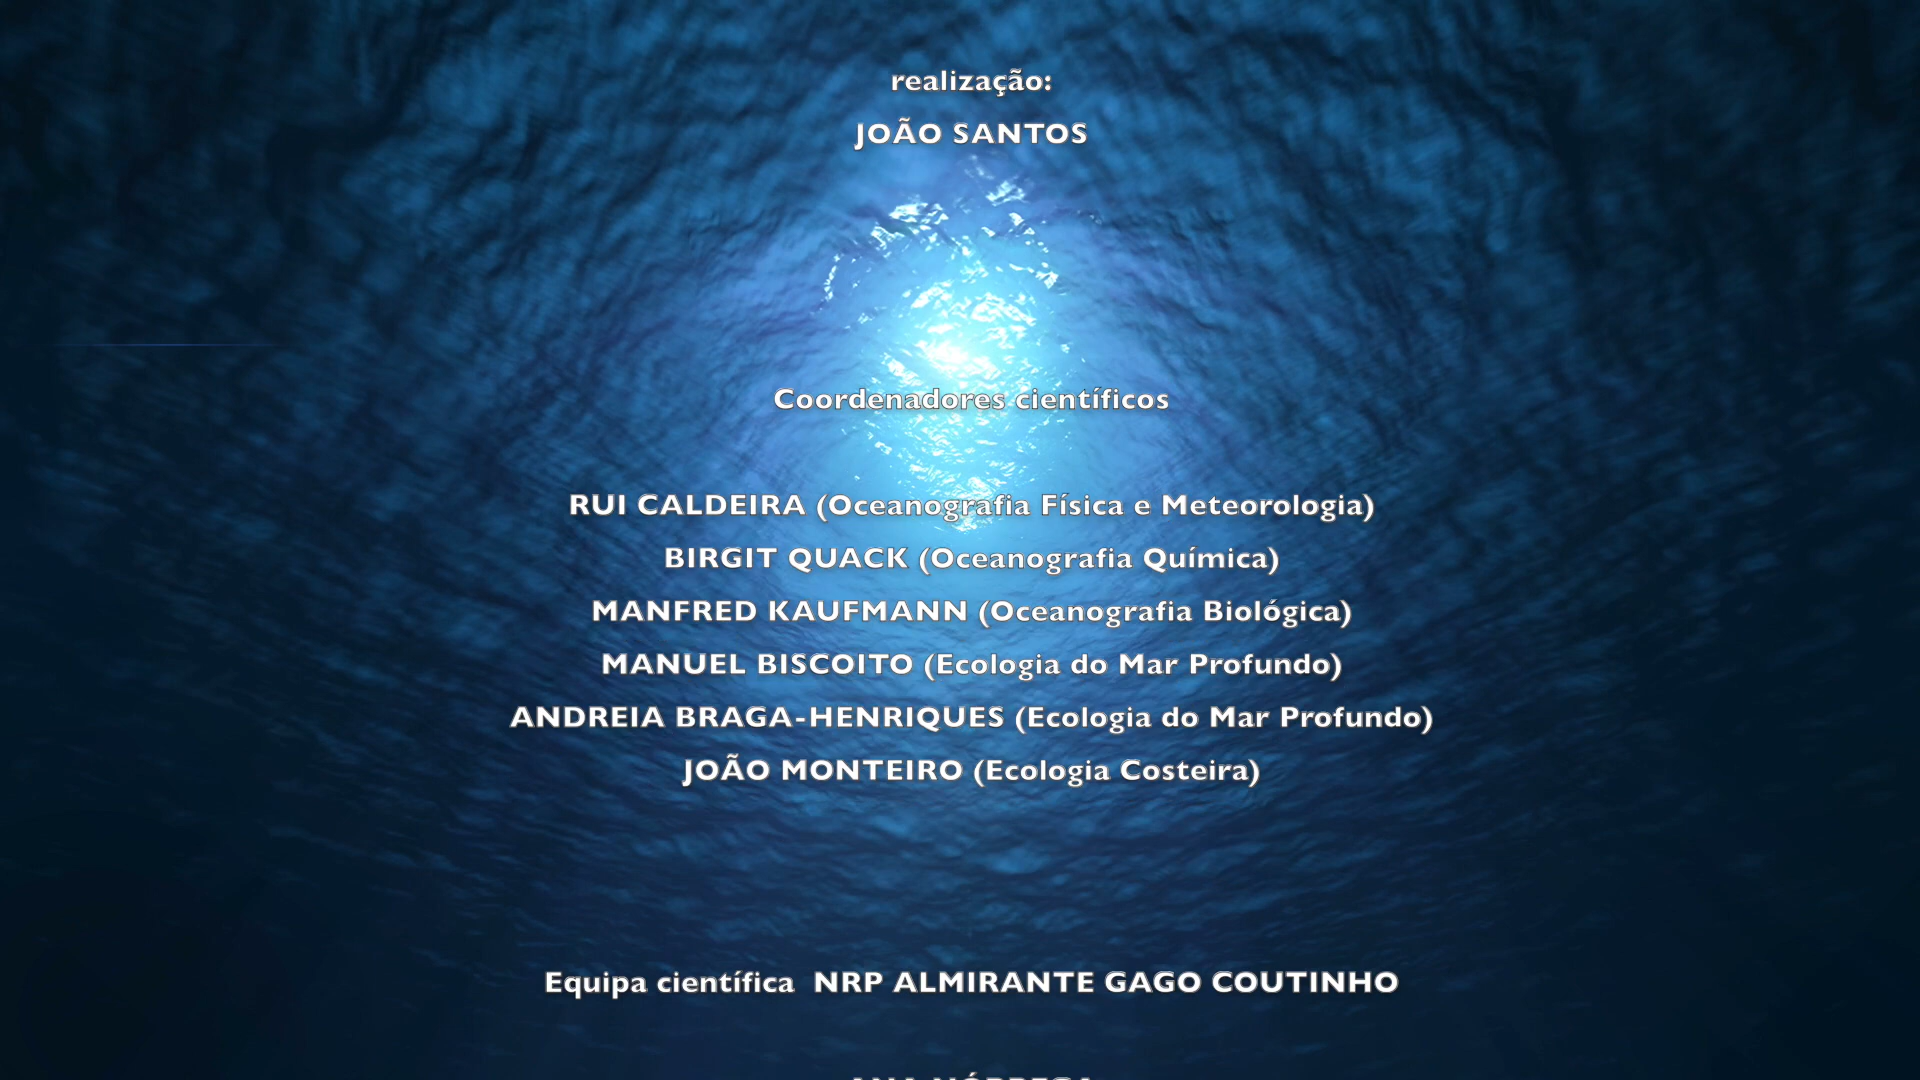 realização:
JOÃO SANTOS
Coordenadores científicos
RUI CALDEIRA (Oceanografia Física e Meteorologia)
BIRGIT QUACK (Oceanografia Química)
MANFRED KAUFMANN (Oceanografia Biológica)
MANUEL BISCOITO (Ecologia do Mar Profundo)
ANDREIA BRAGA-HENRIQUES (Ecologia do Mar Profundo)
JOÃO MONTEIRO (Ecologia Costeira)
Equipa científica  NRP ALMIRANTE GAGO COUTINHO